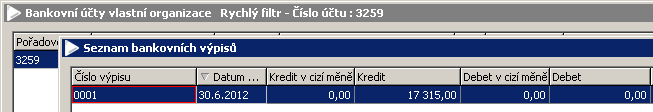 Bankovní účty vlastní organizace Rychlý filtr - Číslo účtu : 3259
Pořadové
3259
Seznam bankovních výpisů
Číslo výpisu Datum ... Kredit v cizí měně Kredit Debet v cizí měně Debet
0001 30.6.2012 0,00 17 315,00 0,00 0,00